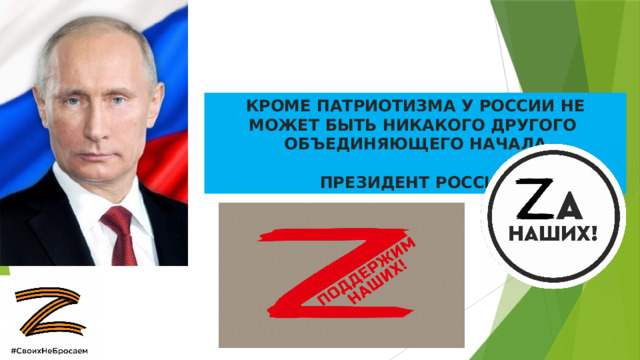 КРОМЕ ПАТРИОТИЗМА У РОССИИ НЕ
МОЖЕТ БЫТЬ НИКАКОГО ДРУГОГО
ОБЪЕДИНЯЮЩЕГО НАЧАЛА
ПРЕЗИДЕНТ
ZА
НАШИХ!
Z
ПОДДЕРЖИМ
НАШИХ!
Z
#СвоихНеБросаем